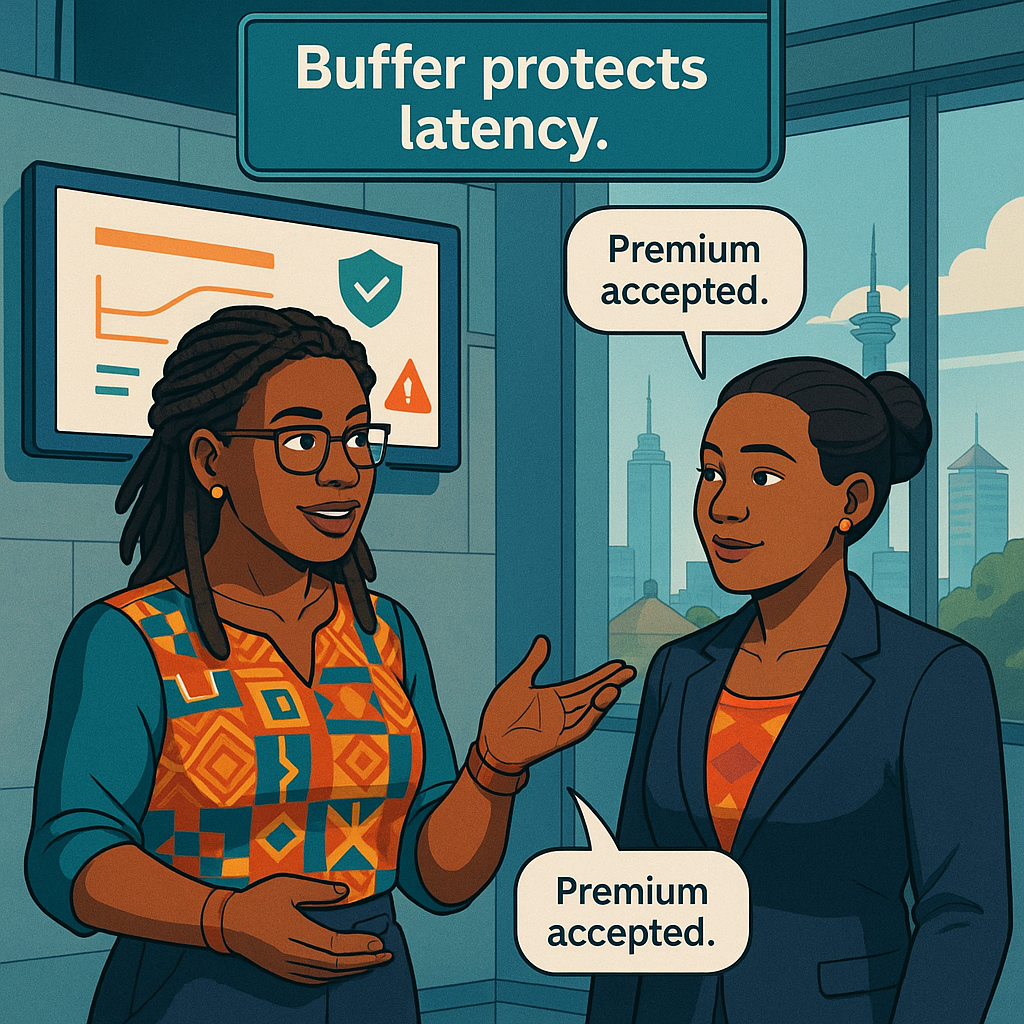 Buffer protects
latency.
Premium
accepted.
Premium
accepted.